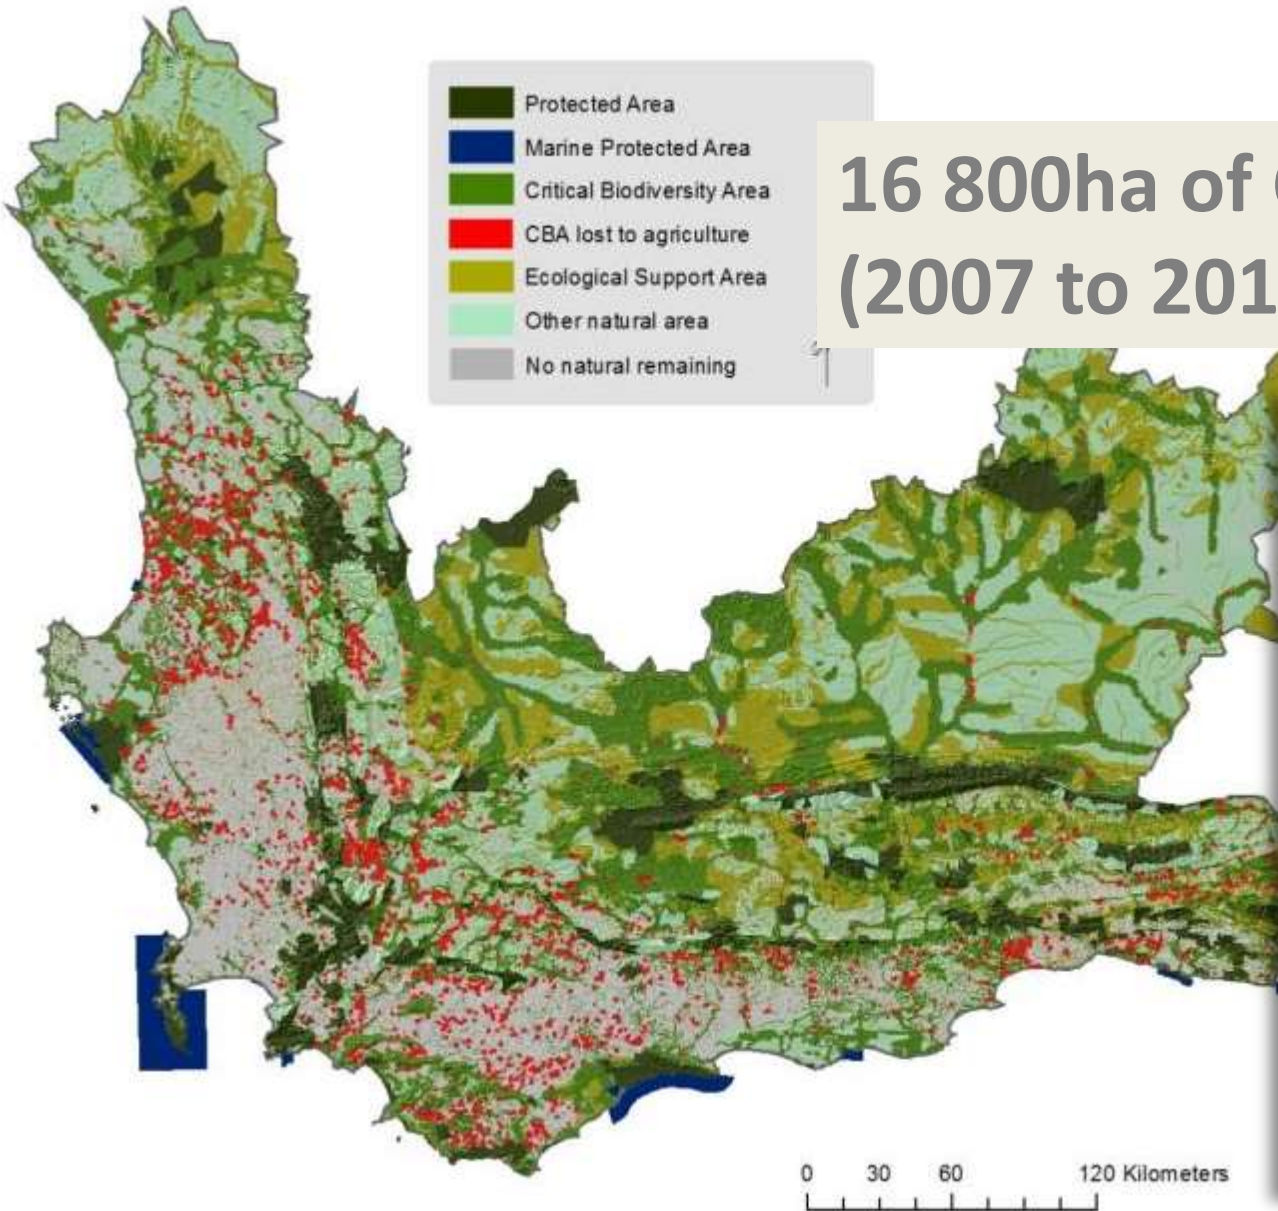 Protected Area
Marine Protected Area
Critical Biodiversity Area
CBA lost to agriculture
Ecological Support Area
Other natural area
No natural remaining
16 800ha of
(2007 to 201
0 30 60 120 Kilometers